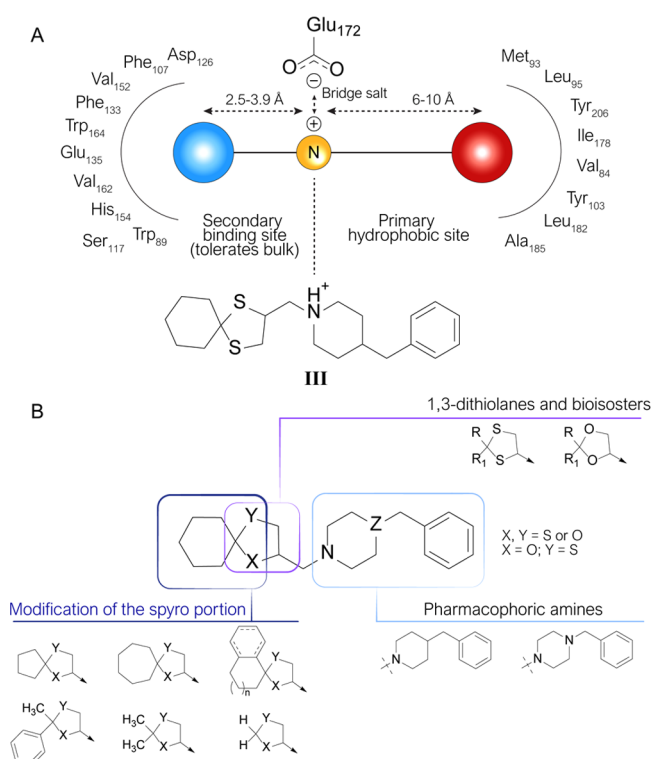 A
Glu172
O O
−
Bridge salt
+
2.5-3.9 Å
6-10 Å
N
Asp126
Phe107
Val152
Phe133
Trp164
Glu135
Val162
His154
Trp89
Ser117
Met93
Leu95
Tyr206
Ile178
Val84
Tyr103
Leu182
Ala185
Secondary
binding site
(tolerates bulk)
Primary
hydrophobic site
S
S
H+
N
III
B
1,3-dithiolanes and bioisosters
R S
R1 S
R O
R1 O
Y
X
N
Z
X, Y = S or O
X = O; Y = S
Modification of the spyro portion
Pharmacophoric amines
Y
X
Y
X
Y
X
( )n
N
N
N
H3C Y
X
H3C Y
H3C X
H Y
H X